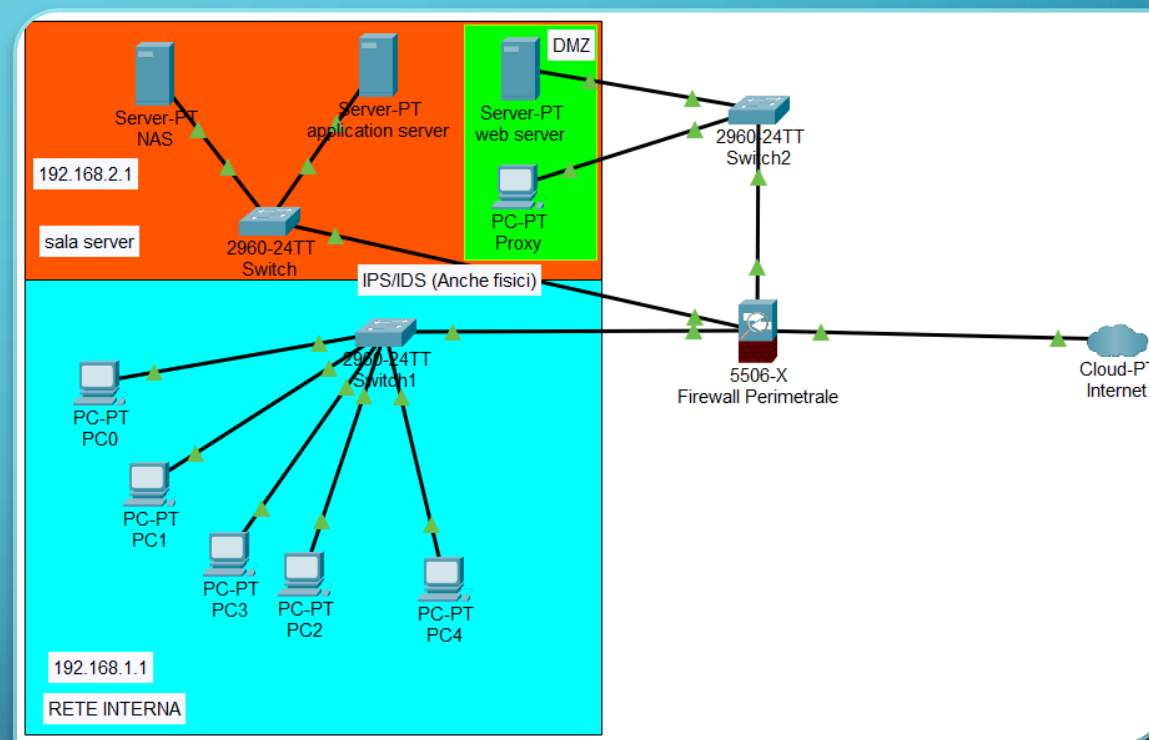 Server-PT
NAS
Server-PT
application server
192.168.2.1
sala server
2960-24TT
Switch
DMZ
Server-PT
web server
PC-PT
Proxy
2960-24TT
Switch2
IPS/IDS (Anche fisici)
2960-24TT
Switch1
5506-X
Firewall Perimetrale
Cloud-PT
Internet
PC-PT
PC0
PC-PT
PC1
PC-PT
PC3
PC-PT
PC2
PC-PT
PC4
192.168.1.1
RETE INTERNA